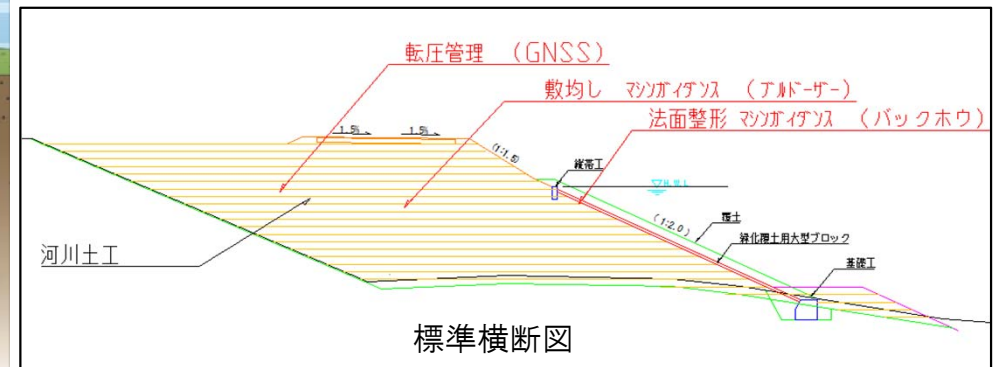 転圧管理　(GNSS)
敷均し　マシンガイダンス　(ブルドーザー)
法面整形　マシンガイダンス　(バックホウ)
1.5%
1.5%
(1:1.5)
縦帯工
H.W.L
(1:2.0)
覆土
緑化覆土用大型ブロック
基礎工
河川土工
標準横断図